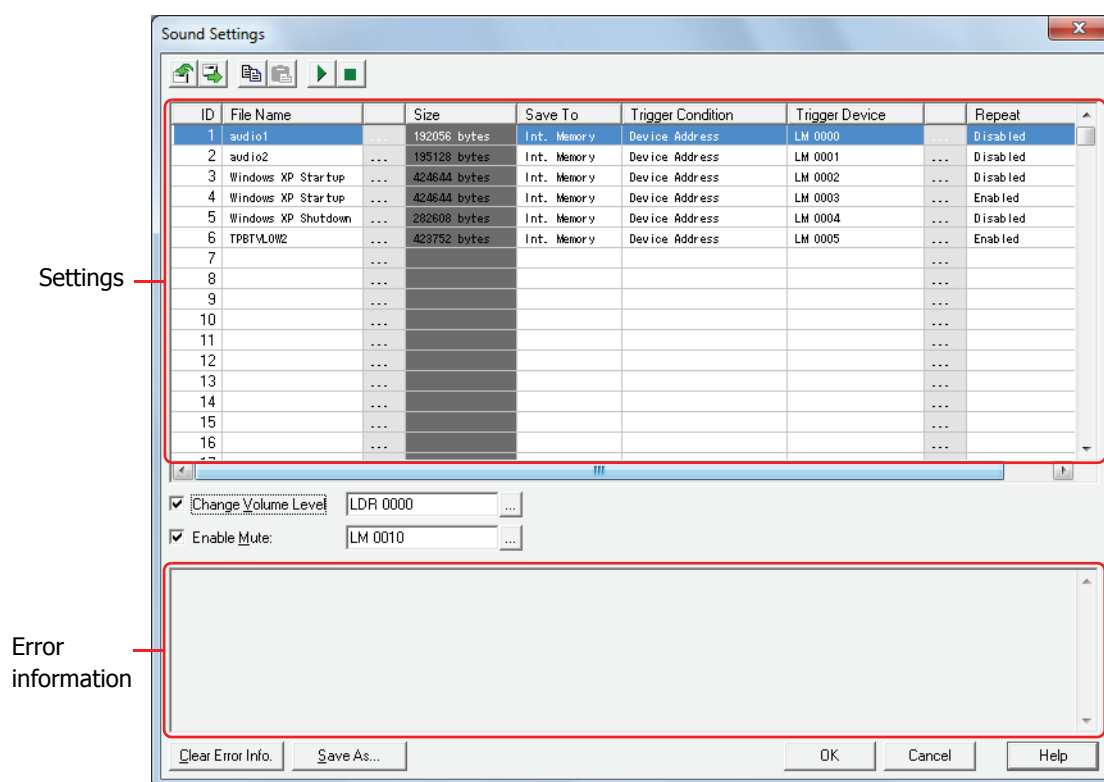 Sound Settings
ID File Name Size Save To Trigger Condition Trigger Device Repeat
1 audio1 ... 192056 bytes Int. Memory Device Address LM 0000 ... Disabled
2 audio2 ... 195128 bytes Int. Memory Device Address LM 0001 ... Disabled
3 Windows XP Startup ... 424644 bytes Int. Memory Device Address LM 0002 ... Disabled
4 Windows XP Startup ... 424644 bytes Int. Memory Device Address LM 0003 ... Enabled
5 Windows XP Shutdown ... 282608 bytes Int. Memory Device Address LM 0004 ... Disabled
6 TPBTVLOW2 ... 423752 bytes Int. Memory Device Address LM 0005 ... Enabled
7 ... ...
8 ... ...
9 ... ...
10 ... ...
11 ... ...
12 ... ...
13 ... ...
14 ... ...
15 ... ...
16 ... ...
Settings
Change Volume Level LDR 0000 ...
Enable Mute: LM 0010 ...
Error
information
Clear Error Info. Save As... OK Cancel Help